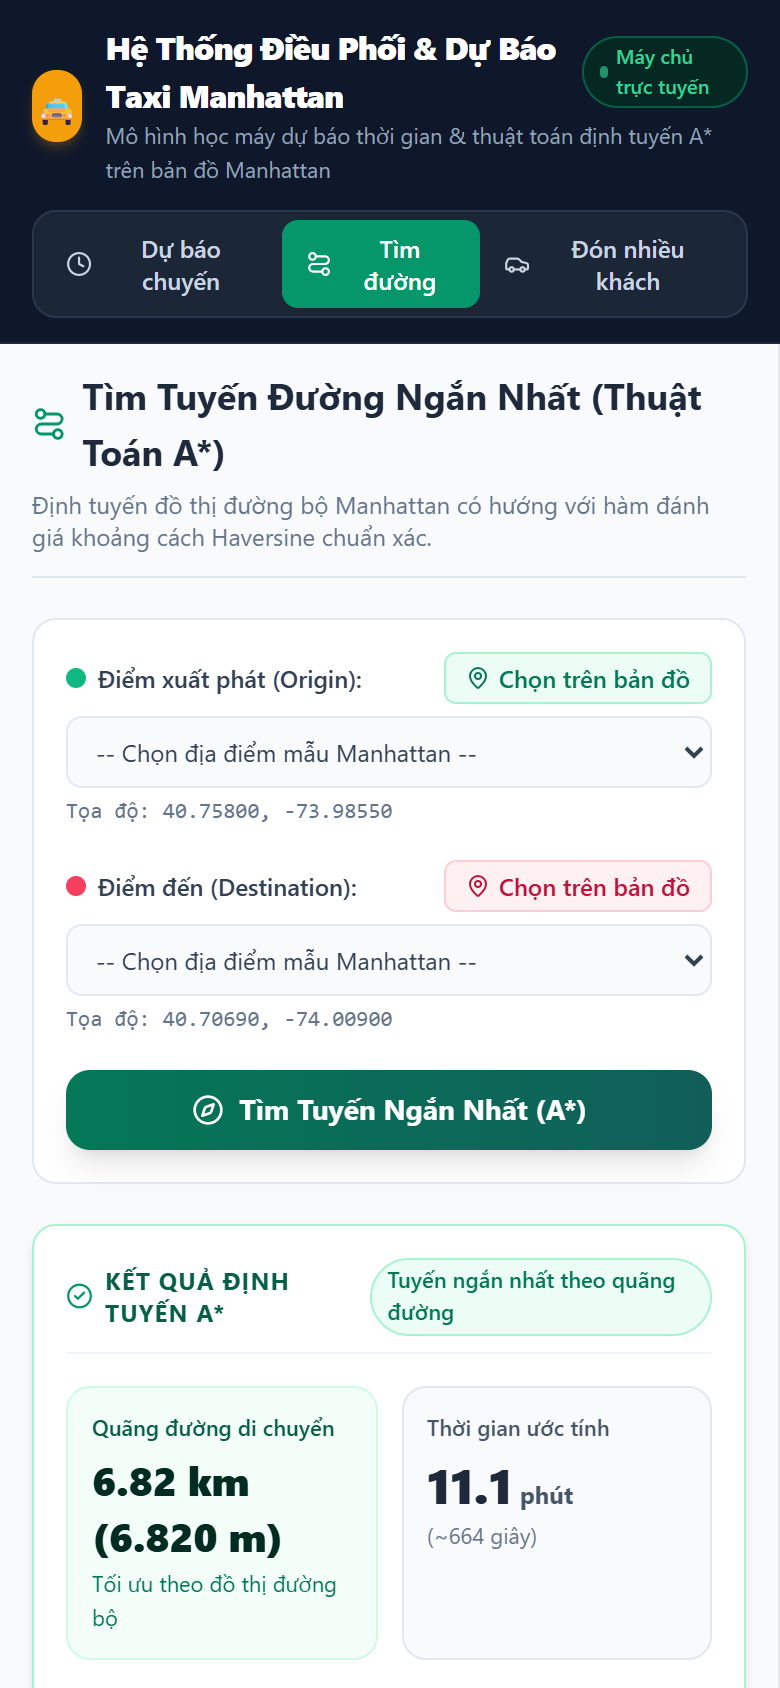 Hệ Thống Điều Phối & Dự Báo
Taxi Manhattan
Máy chủ
trực tuyến
Mô hình học máy dự báo thời gian & thuật toán định tuyến A*
trên bản đồ Manhattan
Dự báo
chuyến
Tìm
đường
Đón nhiều
khách
Tìm Tuyến Đường Ngắn Nhất (Thuật
Toán A*)
Định tuyến đồ thị đường bộ Manhattan có hướng với hàm đánh
giá khoảng cách Haversine chuẩn xác.
Điểm xuất phát (Origin):
Chọn trên bản đồ
-- Chọn địa điểm mẫu Manhattan --
Tọa độ: 40.75800, -73.98550
Điểm đến (Destination):
Chọn trên bản đồ
-- Chọn địa điểm mẫu Manhattan --
Tọa độ: 40.70690, -74.00900
Tìm Tuyến Ngắn Nhất (A*)
KẾT QUẢ ĐỊNH
TUYẾN A*
Tuyến ngắn nhất theo quãng
đường
Quãng đường di chuyển
6.82 km
(6.820 m)
Tối ưu theo đồ thị đường
bộ
Thời gian ước tính
11.1 phút
(~664 giây)